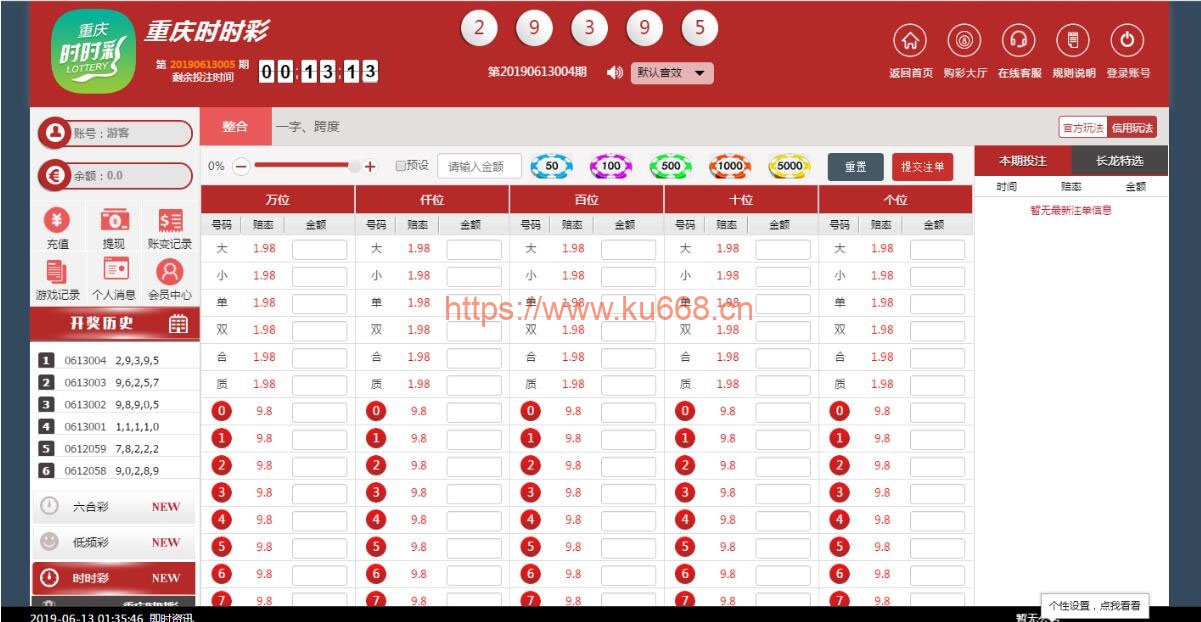 重庆
时时彩
LOTTERY
重庆时时彩
第 20190613005 期
剩余投注时间
00:13:13
2 9 3 9 5
第20190613004期
默认音效
返回首页 购彩大厅 在线客服 规则说明 登录账号
账号：游客
余额：0.0
充值 提现 账变记录
游戏记录 个人消息 会员中心
开奖历史
1 0613004 2,9,3,9,5
2 0613003 9,6,2,5,7
3 0613002 9,8,9,0,5
4 0613001 1,1,1,1,0
5 0612059 7,8,2,2,2
6 0612058 9,0,2,8,9
六合彩 NEW
低频彩 NEW
时时彩 NEW
重庆时时彩
整合 一字、跨度
官方玩法 信用玩法
0% 预设 请输入金额 50 100 500 1000 5000 重置 提交注单
万位 仟位 百位 十位 个位
号码 赔率 金额 号码 赔率 金额 号码 赔率 金额 号码 赔率 金额 号码 赔率 金额
大 1.98 大 1.98 大 1.98 大 1.98 大 1.98
小 1.98 小 1.98 小 1.98 小 1.98 小 1.98
单 1.98 单 1.98 单 1.98 单 1.98 单 1.98
双 1.98 双 1.98 双 1.98 双 1.98 双 1.98
合 1.98 合 1.98 合 1.98 合 1.98 合 1.98
质 1.98 质 1.98 质 1.98 质 1.98 质 1.98
0 9.8 0 9.8 0 9.8 0 9.8 0 9.8
1 9.8 1 9.8 1 9.8 1 9.8 1 9.8
2 9.8 2 9.8 2 9.8 2 9.8 2 9.8
3 9.8 3 9.8 3 9.8 3 9.8 3 9.8
4 9.8 4 9.8 4 9.8 4 9.8 4 9.8
5 9.8 5 9.8 5 9.8 5 9.8 5 9.8
6 9.8 6 9.8 6 9.8 6 9.8 6 9.8
7 9.8 7 9.8 7 9.8 7 9.8 7 9.8
https://www.ku668.cn
本期投注 长龙特选
时间 赔率 金额
暂无最新注单信息
个性设置，点我看看
2019-06-13 01:35:46 即时资讯
暂无